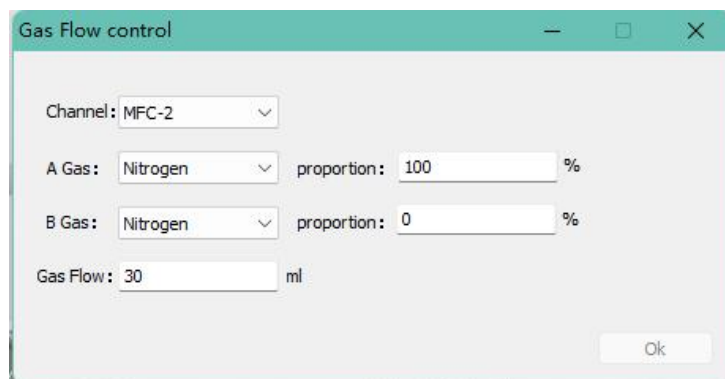 Gas Flow control
Channel: MFC-2
A Gas: Nitrogen proportion: 100 %
B Gas: Nitrogen proportion: 0 %
Gas Flow: 30 ml
Ok